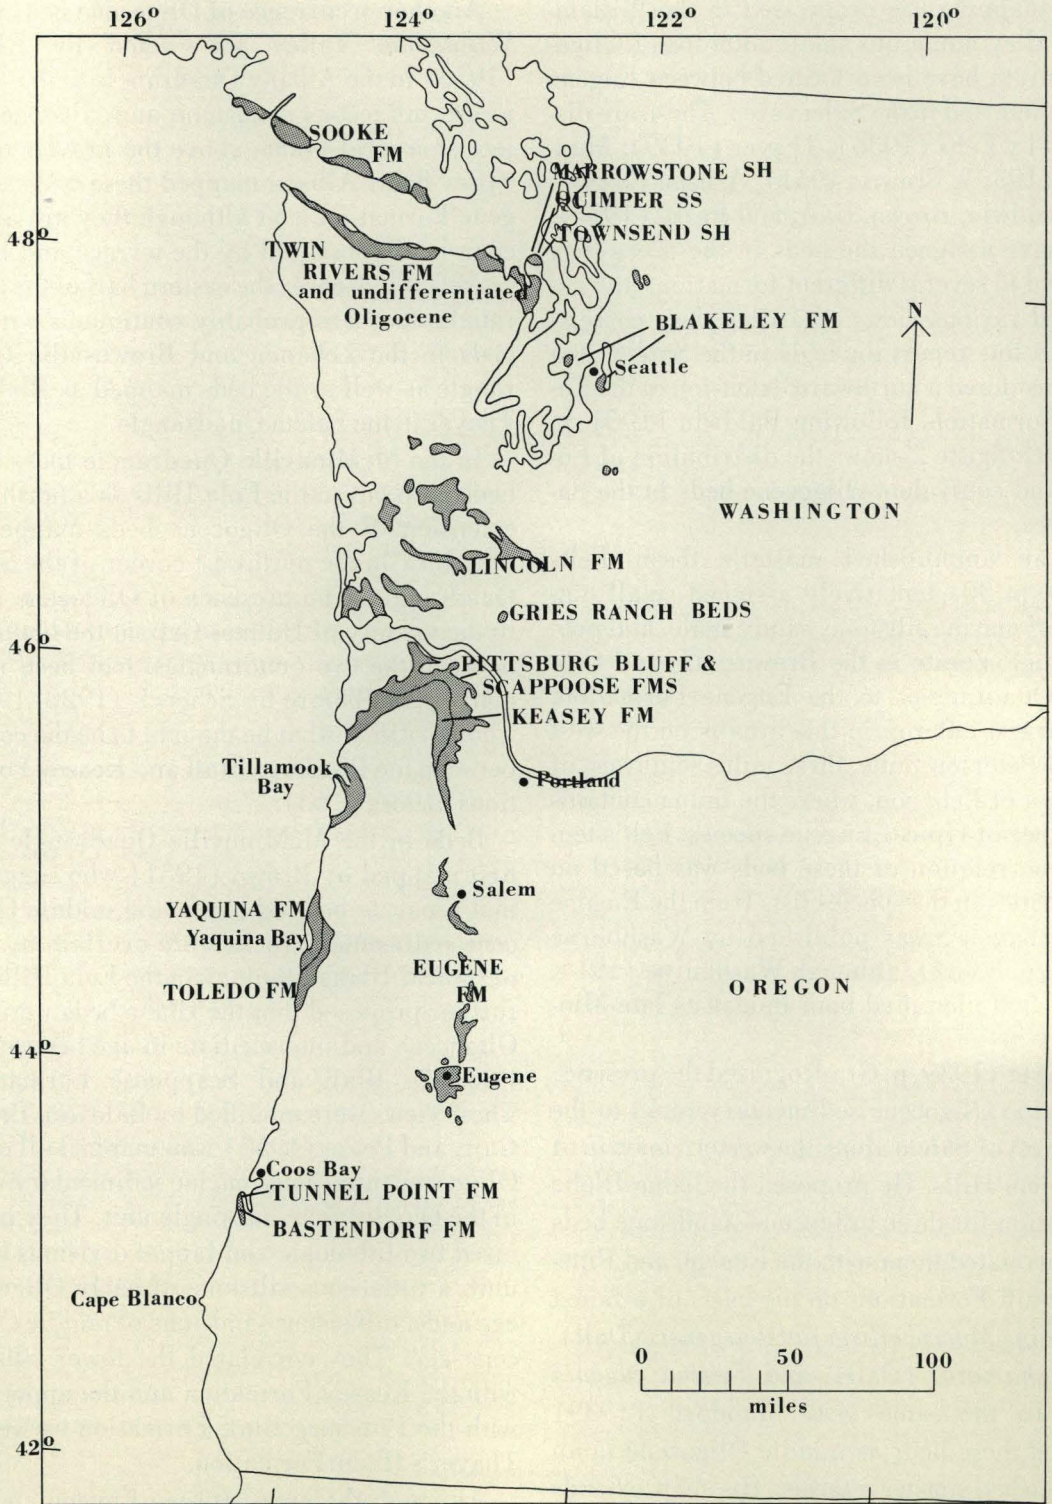 126° 124° 122° 120°
SOOKE
FM
MARROWSTONE SH
QUIMPER SS
TOWNSEND SH
48°
TWIN
RIVERS FM
and undifferentiated
Oligocene
N
BLAKELEY FM
Seattle
WASHINGTON
LINCOLN FM
GRIES RANCH BEDS
46°
PITTSBURG BLUFF &
SCAPPOOSE FMS
KEASEY FM
Tillamook
Bay
Portland
Salem
YAQUINA FM
Yaquina Bay
EUGENE
FM
TOLEDO FM
OREGON
44°
Eugene
Coos Bay
TUNNEL POINT FM
BASTENDORF FM
Cape Blanco
0 50 100
miles
42°